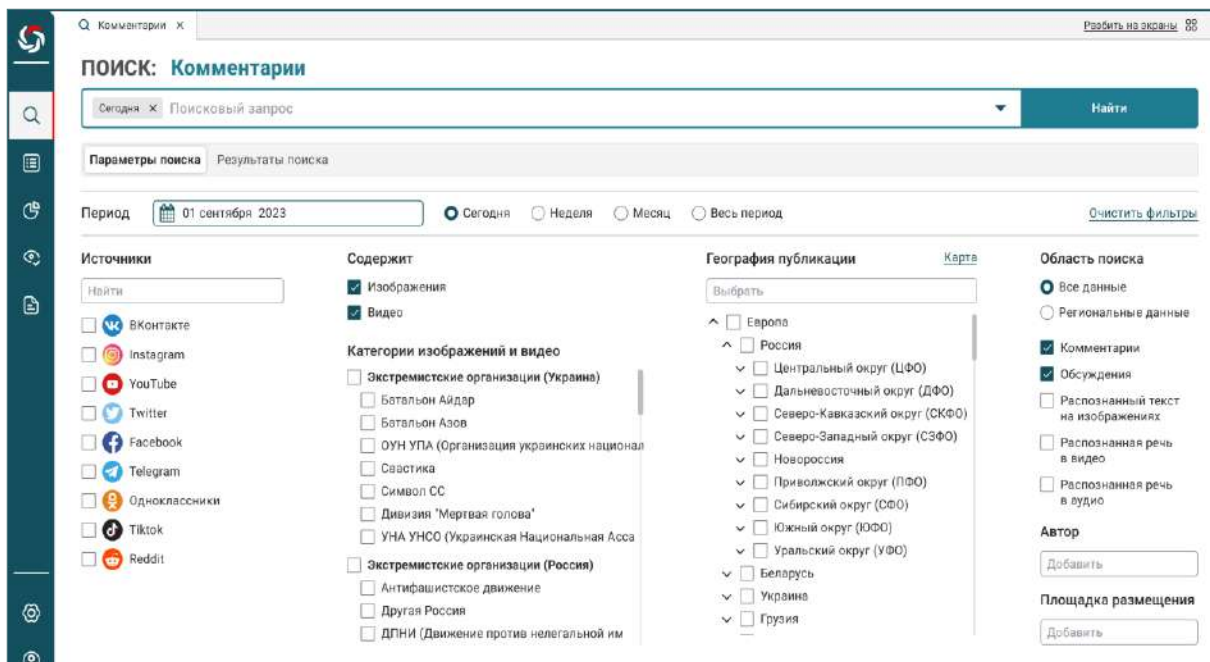 Комментарии
Разбить на экраны
ПОИСК: Комментарии
Сегодня × Поисковый запрос
Найти
Параметры поиска Результаты поиска
Период
01 сентября 2023
Сегодня Неделя Месяц Весь период
Очистить фильтры
Источники
Найти
ВКонтакте
Instagram
YouTube
Twitter
Facebook
Telegram
Одноклассники
Tiktok
Reddit
Содержит
Изображения
Видео
Категории изображений и видео
Экстремистские организации (Украина)
Батальон Айдар
Батальон Азов
ОУН УПА (Организация украинских национал
Свастика
Символ СС
Дивизия "Мертвая голова"
УНА УНСО (Украинская Национальная Асса
Экстремистские организации (Россия)
Антифашистское движение
Другая Россия
ДПНИ (Движение против нелегальной им
География публикации
Карта
Выбрать
Европа
Россия
Центральный округ (ЦФО)
Дальневосточный округ (ДФО)
Северо-Кавказский округ (СКФО)
Северо-Западный округ (СЗФО)
Новороссия
Приволжский округ (ПФО)
Сибирский округ (СФО)
Южный округ (ЮФО)
Уральский округ (УФО)
Беларусь
Украина
Грузия
Область поиска
Все данные
Региональные данные
Комментарии
Обсуждения
Распознанный текст
на изображениях
Распознанная речь
в видео
Распознанная речь
в аудио
Автор
Добавить
Площадка размещения
Добавить